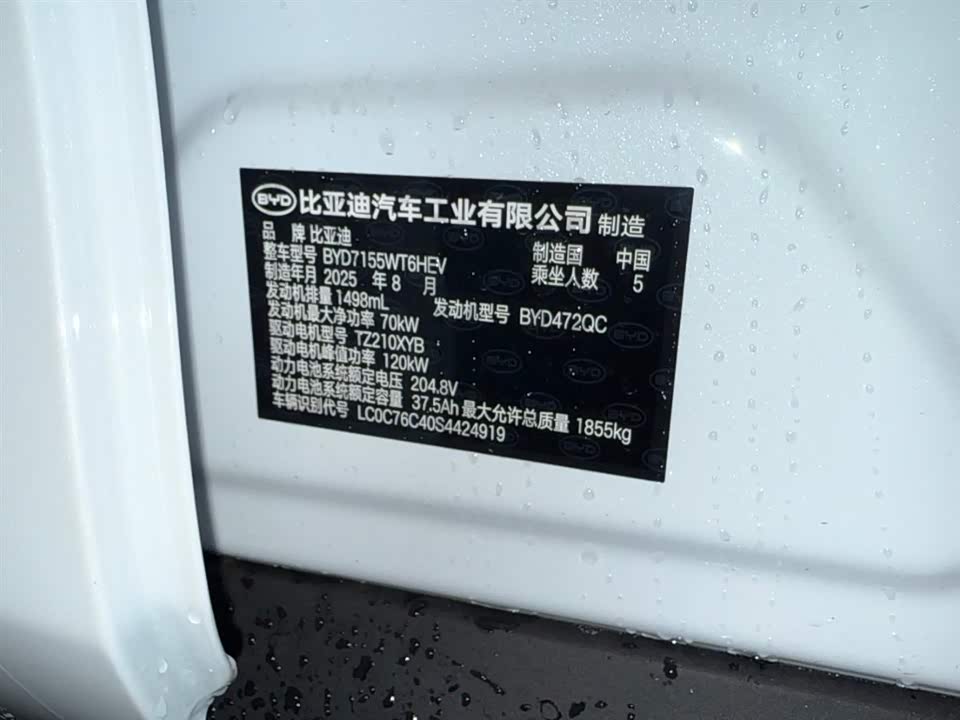 BYD 比亚迪汽车工业有限公司 制造
品 牌 比亚迪 制造国 中国
整车型号 BYD7155WT6HEV 乘坐人数 5
制造年月 2025 年 8 月
发动机排量 1498mL 发动机型号 BYD472QC
发动机最大净功率 70kW
驱动电机型号 TZ210XYB
驱动电机峰值功率 120kW
动力电池系统额定电压 204.8V
动力电池系统额定容量 37.5Ah 最大允许总质量 1855kg
车辆识别代号 LC0C76C40S4424919